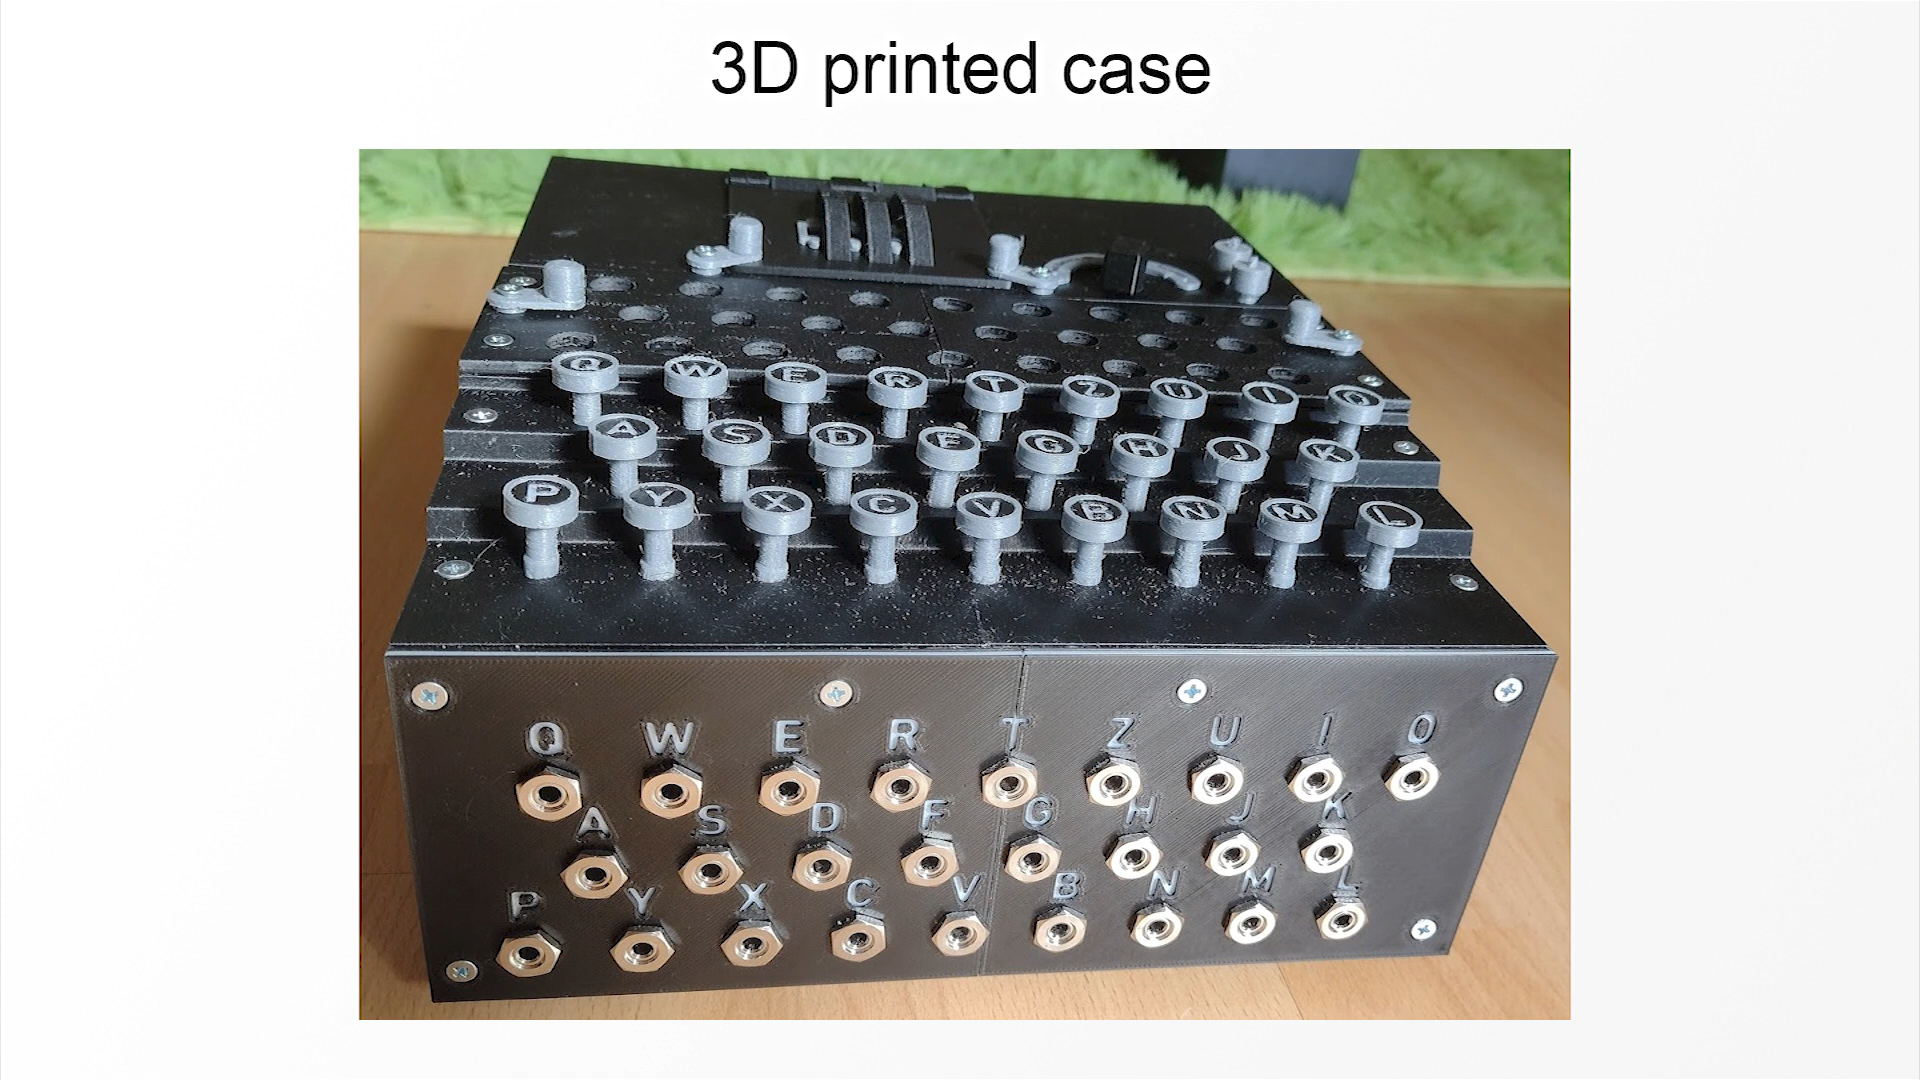 3D printed case
Q W E R T Z U I O
A S D F G H J K
P Y X C V B N M L
Q W E R T Z U I O
A S D F G H J K
P Y X C V B N M L